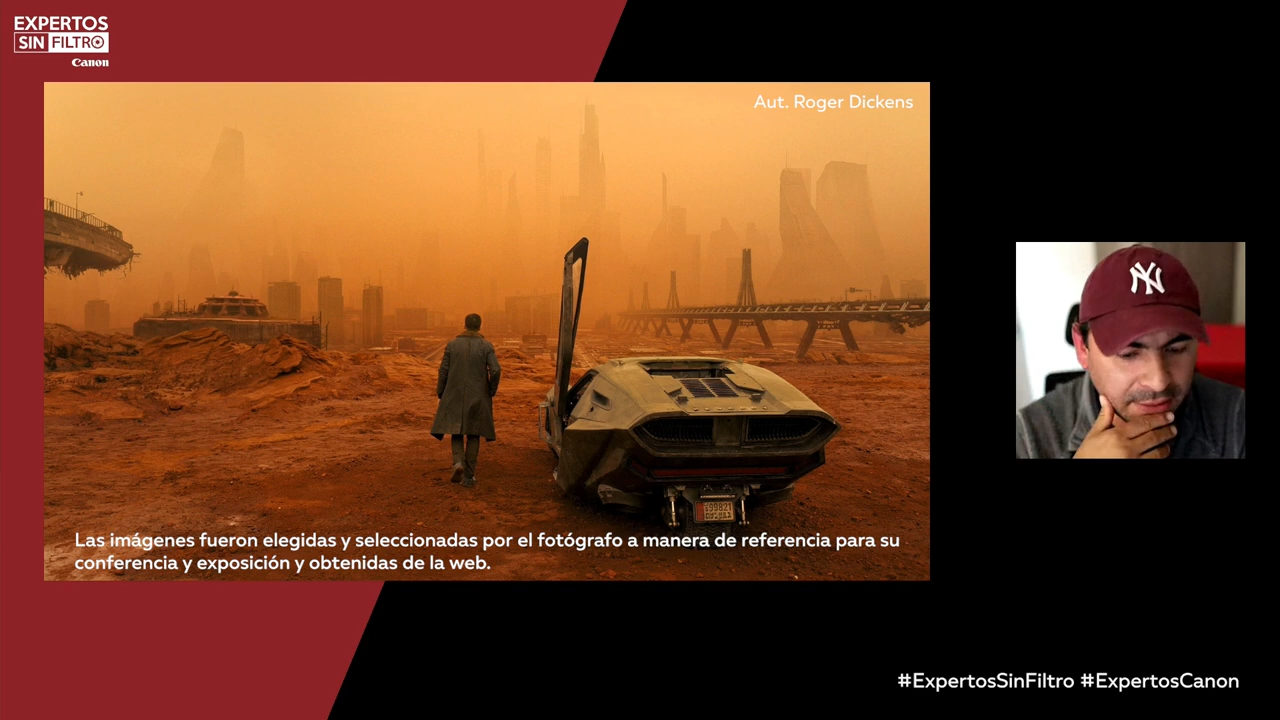 EXPERTOS
SIN FILTRO
Canon
Aut. Roger Dickens
NY
Las imágenes fueron elegidas y seleccionadas por el fotógrafo a manera de referencia para su
conferencia y exposición y obtenidas de la web.
#ExpertosSinFiltro #ExpertosCanon